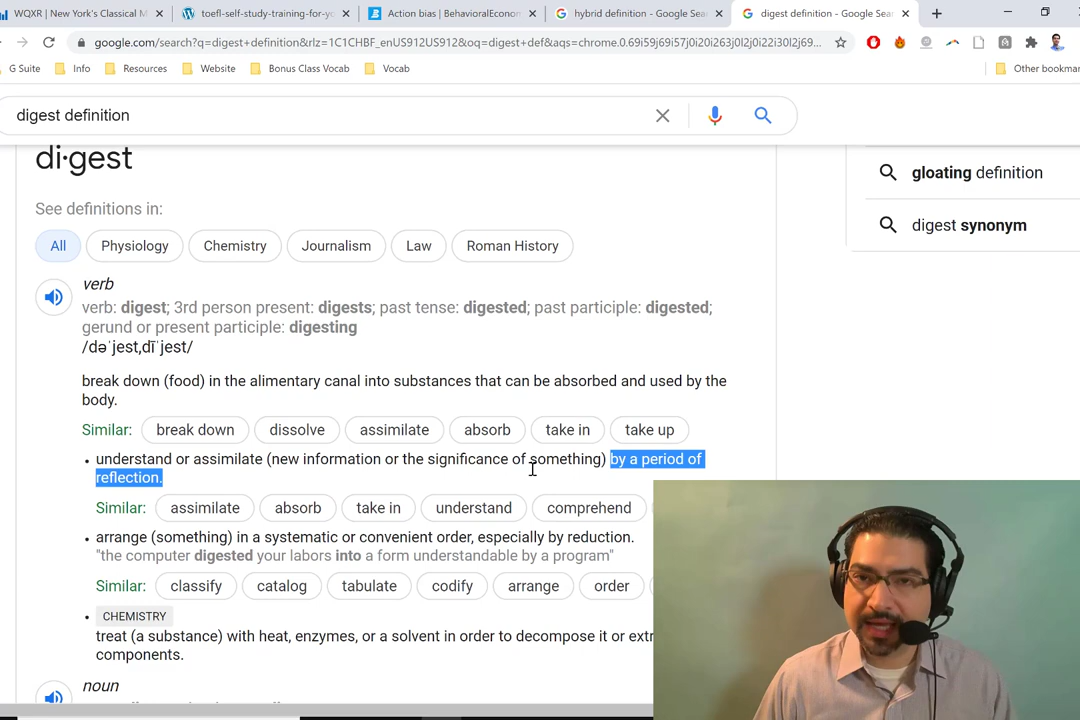 WQXR | New York's Classical M
toefl-self-study-training-for-yo
Action bias | BehavioralEconom
hybrid definition - Google Sear
digest definition - Google Sear
google.com/search?q=digest+definition&rlz=1C1CHBF_enUS912US912&oq=digest+def&aqs=chrome.0.69i59j69i57j0i20i263j0l2j0i22i30l2j69...
G Suite
Info
Resources
Website
Bonus Class Vocab
Vocab
Other bookmar
digest definition
di·gest
gloating definition
See definitions in:
digest synonym
All
Physiology
Chemistry
Journalism
Law
Roman History
verb
verb: digest; 3rd person present: digests; past tense: digested; past participle: digested;
gerund or present participle: digesting
/dəˈjest,dīˈjest/
break down (food) in the alimentary canal into substances that can be absorbed and used by the
body.
Similar: break down dissolve assimilate absorb take in take up
• understand or assimilate (new information or the significance of something) by a period of
reflection.
Similar: assimilate absorb take in understand comprehend
• arrange (something) in a systematic or convenient order, especially by reduction.
"the computer digested your labors into a form understandable by a program"
Similar: classify catalog tabulate codify arrange order
• CHEMISTRY
treat (a substance) with heat, enzymes, or a solvent in order to decompose it or extr
components.
noun